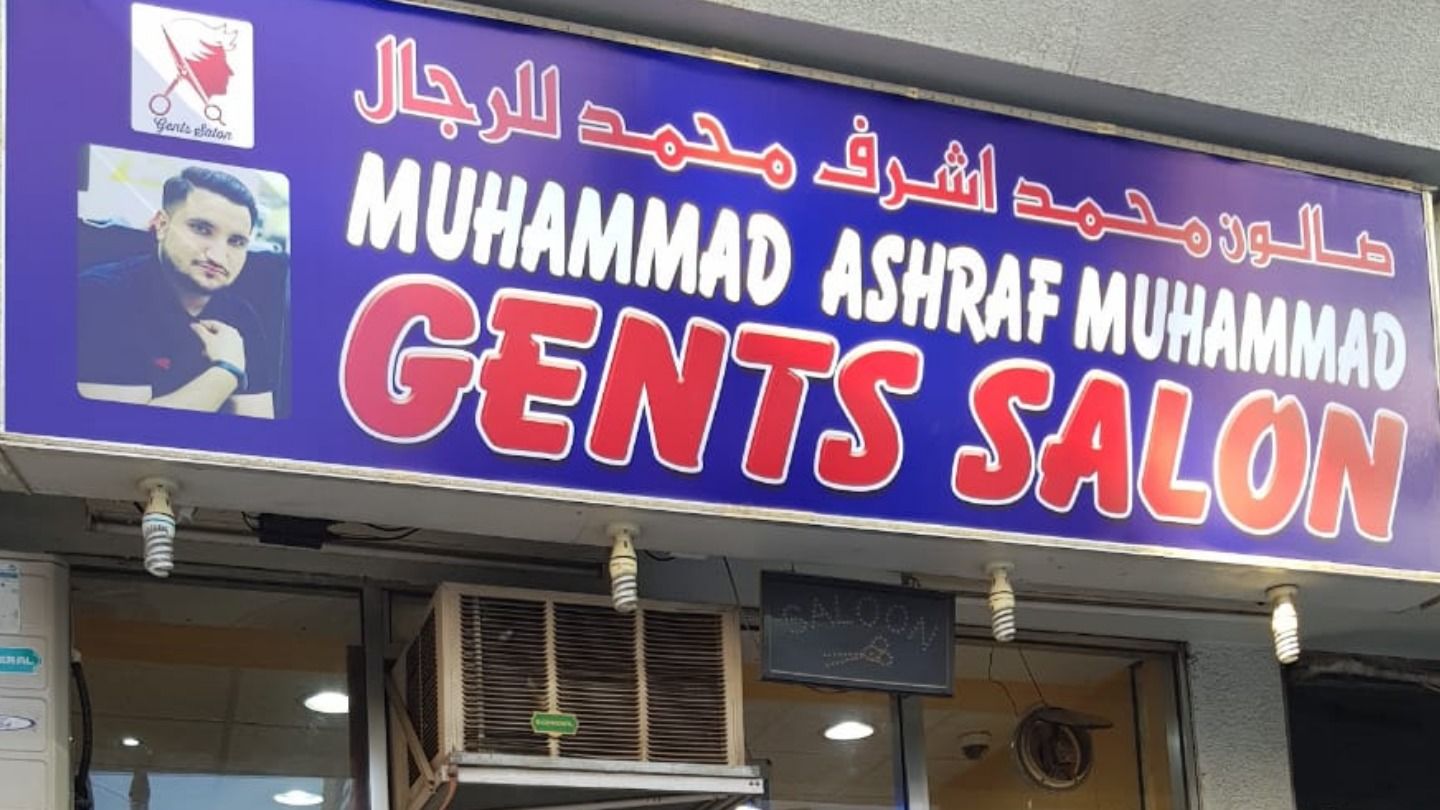 Gents Salon
صالون محمد اشرف محمد للرجال
MUHAMMAD ASHRAF MUHAMMAD
GENTS SALON
SALOON